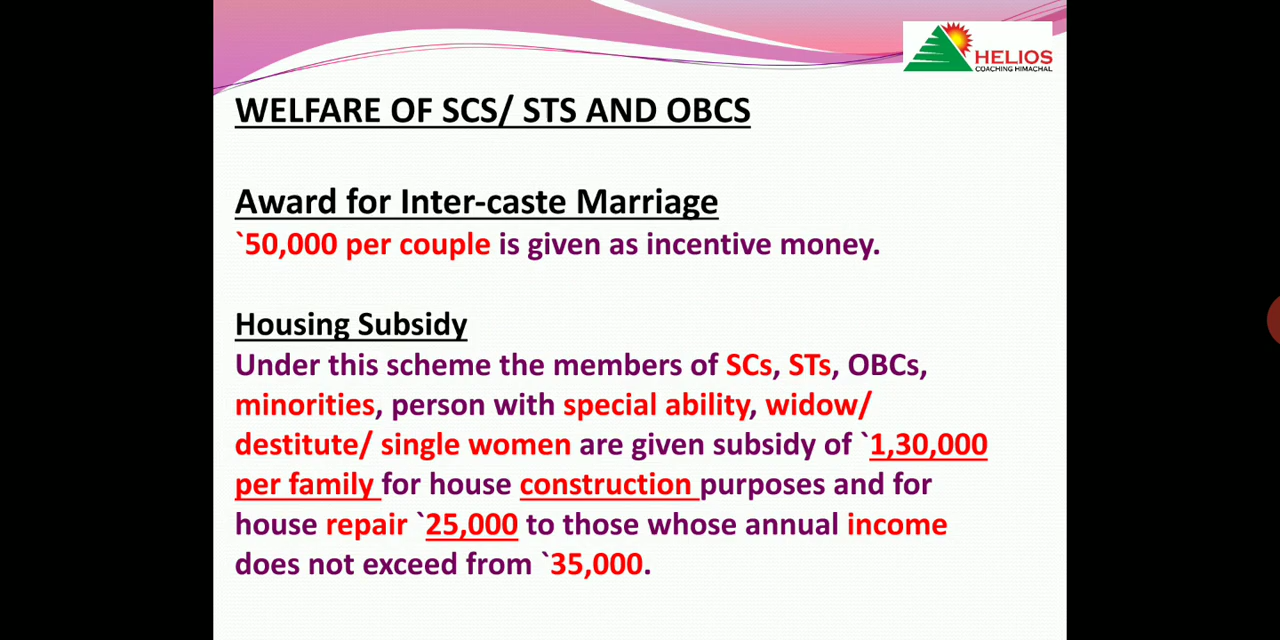 HELIOS
COACHING HIMACHAL
WELFARE OF SCS/ STS AND OBCS
Award for Inter-caste Marriage
`50,000 per couple is given as incentive money.
Housing Subsidy
Under this scheme the members of SCs, STs, OBCs,
minorities, person with special ability, widow/
destitute/ single women are given subsidy of `1,30,000
per family for house construction purposes and for
house repair `25,000 to those whose annual income
does not exceed from `35,000.